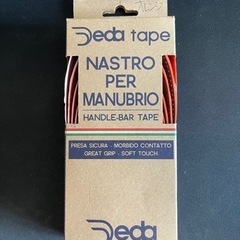 Deda tape
NASTRO
PER
MANUBRIO
HANDLE-BAR TAPE
PRESA SICURA - MORBIDO CONTATTO
GREAT GRIP - SOFT TOUCH
Deda